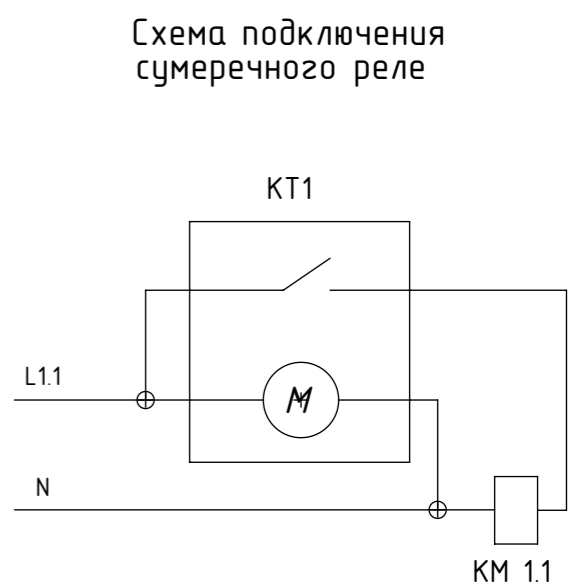 Схема подключения
сумеречного реле
KT1
L1.1
M
N
KM 1.1